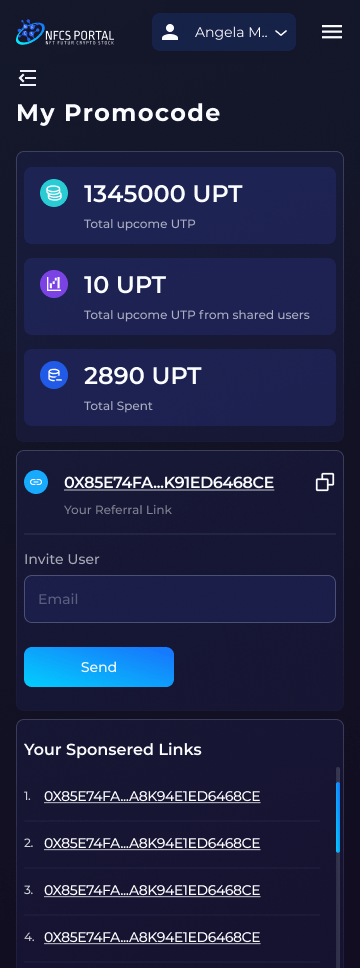 NFCS PORTAL
NFT FUTUR CRYPTO STOCK
Angela M..
My Promocode
1345000 UPT
Total upcome UTP
10 UPT
Total upcome UTP from shared users
2890 UPT
Total Spent
0X85E74FA...K91ED6468CE
Your Referral Link
Invite User
Email
Send
Your Sponsered Links
1. 0X85E74FA...A8K94E1ED6468CE
2. 0X85E74FA...A8K94E1ED6468CE
3. 0X85E74FA...A8K94E1ED6468CE
4. 0X85E74FA...A8K94E1ED6468CE